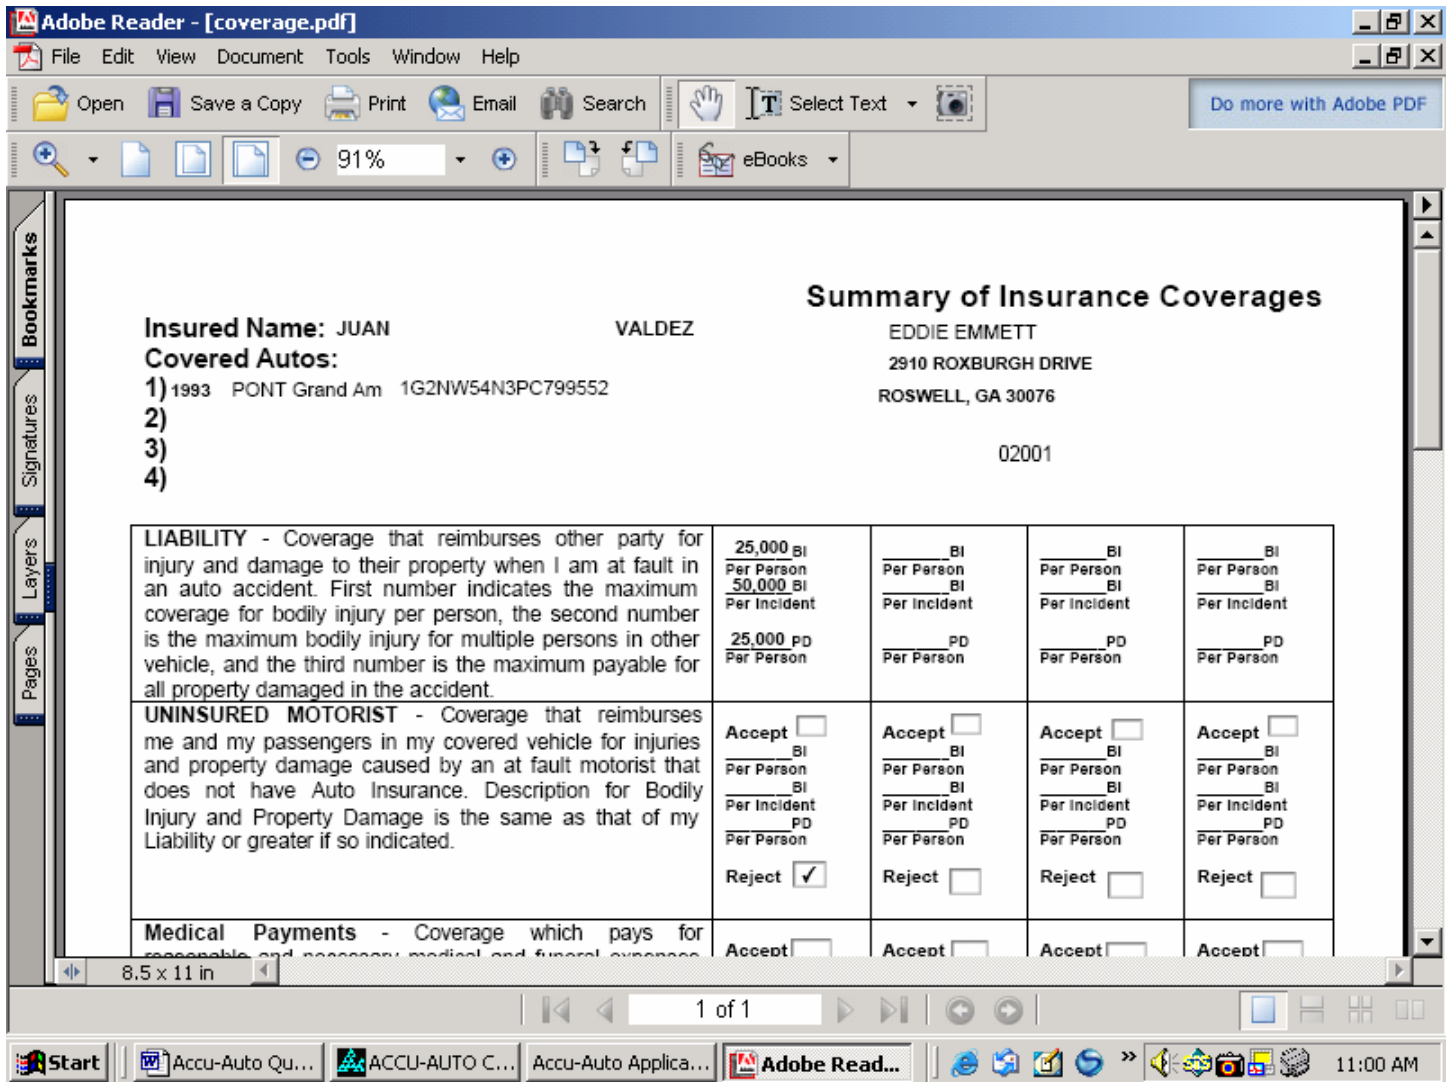 Adobe Reader - [coverage.pdf]
File Edit View Document Tools Window Help
Open Save a Copy Print Email Search Select Text Do more with Adobe PDF
91% eBooks
Bookmarks
Signatures
Layers
Pages
Summary of Insurance Coverages
Insured Name: JUAN VALDEZ EDDIE EMMETT
Covered Autos: 2910 ROXBURGH DRIVE
1) 1993 PONT Grand Am 1G2NW54N3PC799552 ROSWELL, GA 30076
2)
3) 02001
4)
LIABILITY - Coverage that reimburses other party for
injury and damage to their property when I am at fault in
an auto accident. First number indicates the maximum
coverage for bodily injury per person, the second number
is the maximum bodily injury for multiple persons in other
vehicle, and the third number is the maximum payable for
all property damaged in the accident.
25,000 BI BI BI BI
Per Person Per Person Per Person Per Person
50,000 BI BI BI BI
Per Incident Per Incident Per Incident Per Incident
25,000 PD PD PD PD
Per Person Per Person Per Person Per Person
UNINSURED MOTORIST - Coverage that reimburses
me and my passengers in my covered vehicle for injuries
and property damage caused by an at fault motorist that
does not have Auto Insurance. Description for Bodily
Injury and Property Damage is the same as that of my
Liability or greater if so indicated.
Accept Accept Accept Accept
BI BI BI BI
Per Person Per Person Per Person Per Person
BI BI BI BI
Per Incident Per Incident Per Incident Per Incident
PD PD PD PD
Per Person Per Person Per Person Per Person
Reject ✓ Reject Reject Reject
Medical Payments - Coverage which pays for
reasonable and necessary medical and funeral expenses
Accept Accept Accept Accept
8.5 x 11 in
1 of 1
Start Accu-Auto Qu... ACCU-AUTO C... Accu-Auto Applica... Adobe Read... » 11:00 AM